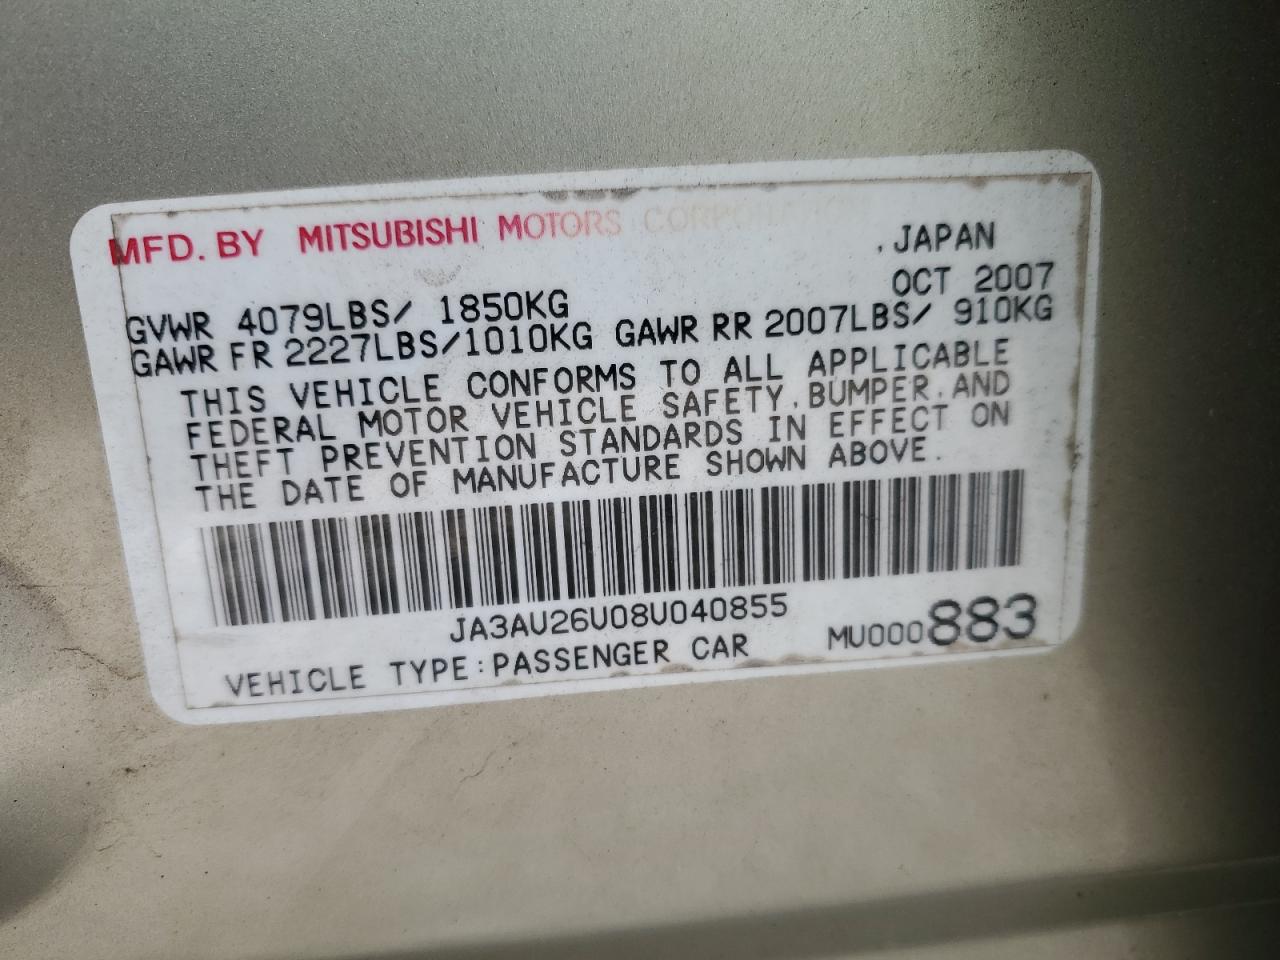 MFD. BY MITSUBISHI MOTORS CORPORATION , JAPAN
OCT 2007
GVWR 4079LBS/ 1850KG
GAWR FR 2227LBS/1010KG GAWR RR 2007LBS/ 910KG
THIS VEHICLE CONFORMS TO ALL APPLICABLE
FEDERAL MOTOR VEHICLE SAFETY, BUMPER, AND
THEFT PREVENTION STANDARDS IN EFFECT ON
THE DATE OF MANUFACTURE SHOWN ABOVE.
JA3AU26U08U040855
VEHICLE TYPE:PASSENGER CAR MU000883